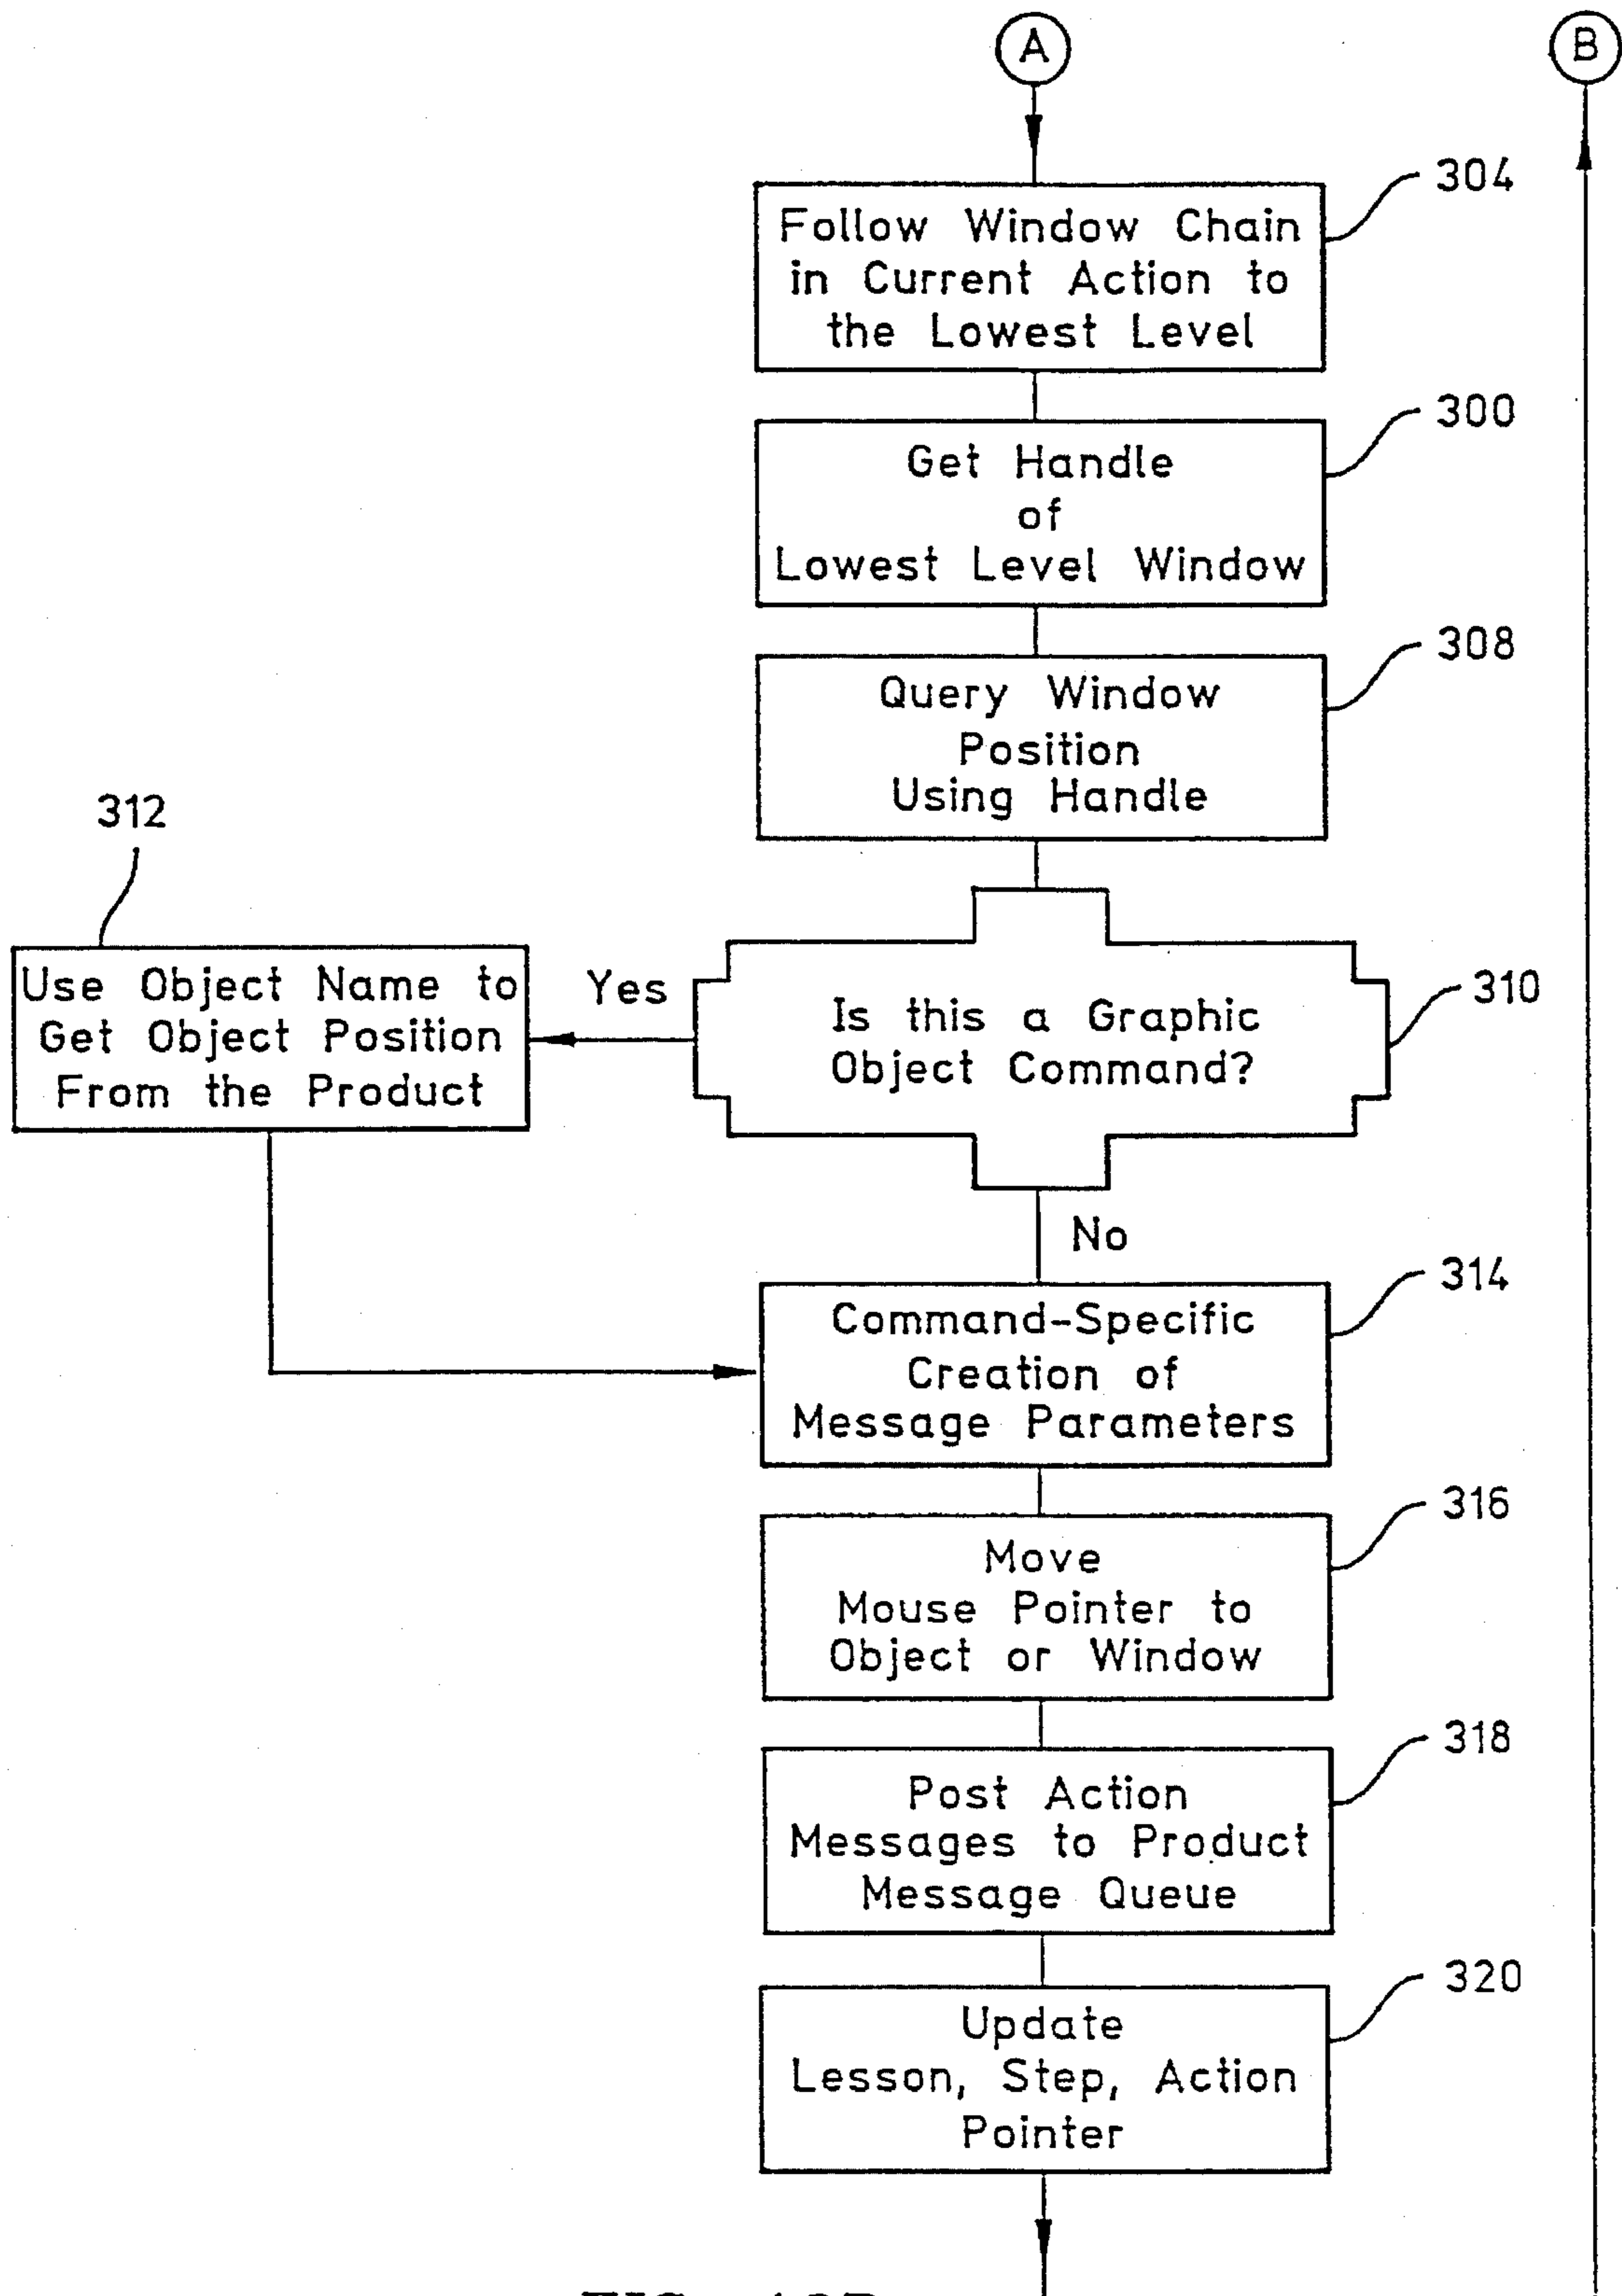 A
B
304
Follow Window Chain
in Current Action to
the Lowest Level
300
Get Handle
of
Lowest Level Window
308
Query Window
Position
Using Handle
312
Use Object Name to
Get Object Position
From the Product
Yes
Is this a Graphic
Object Command?
310
No
314
Command-Specific
Creation of
Message Parameters
316
Move
Mouse Pointer to
Object or Window
318
Post Action
Messages to Product
Message Queue
320
Update
Lesson, Step, Action
Pointer